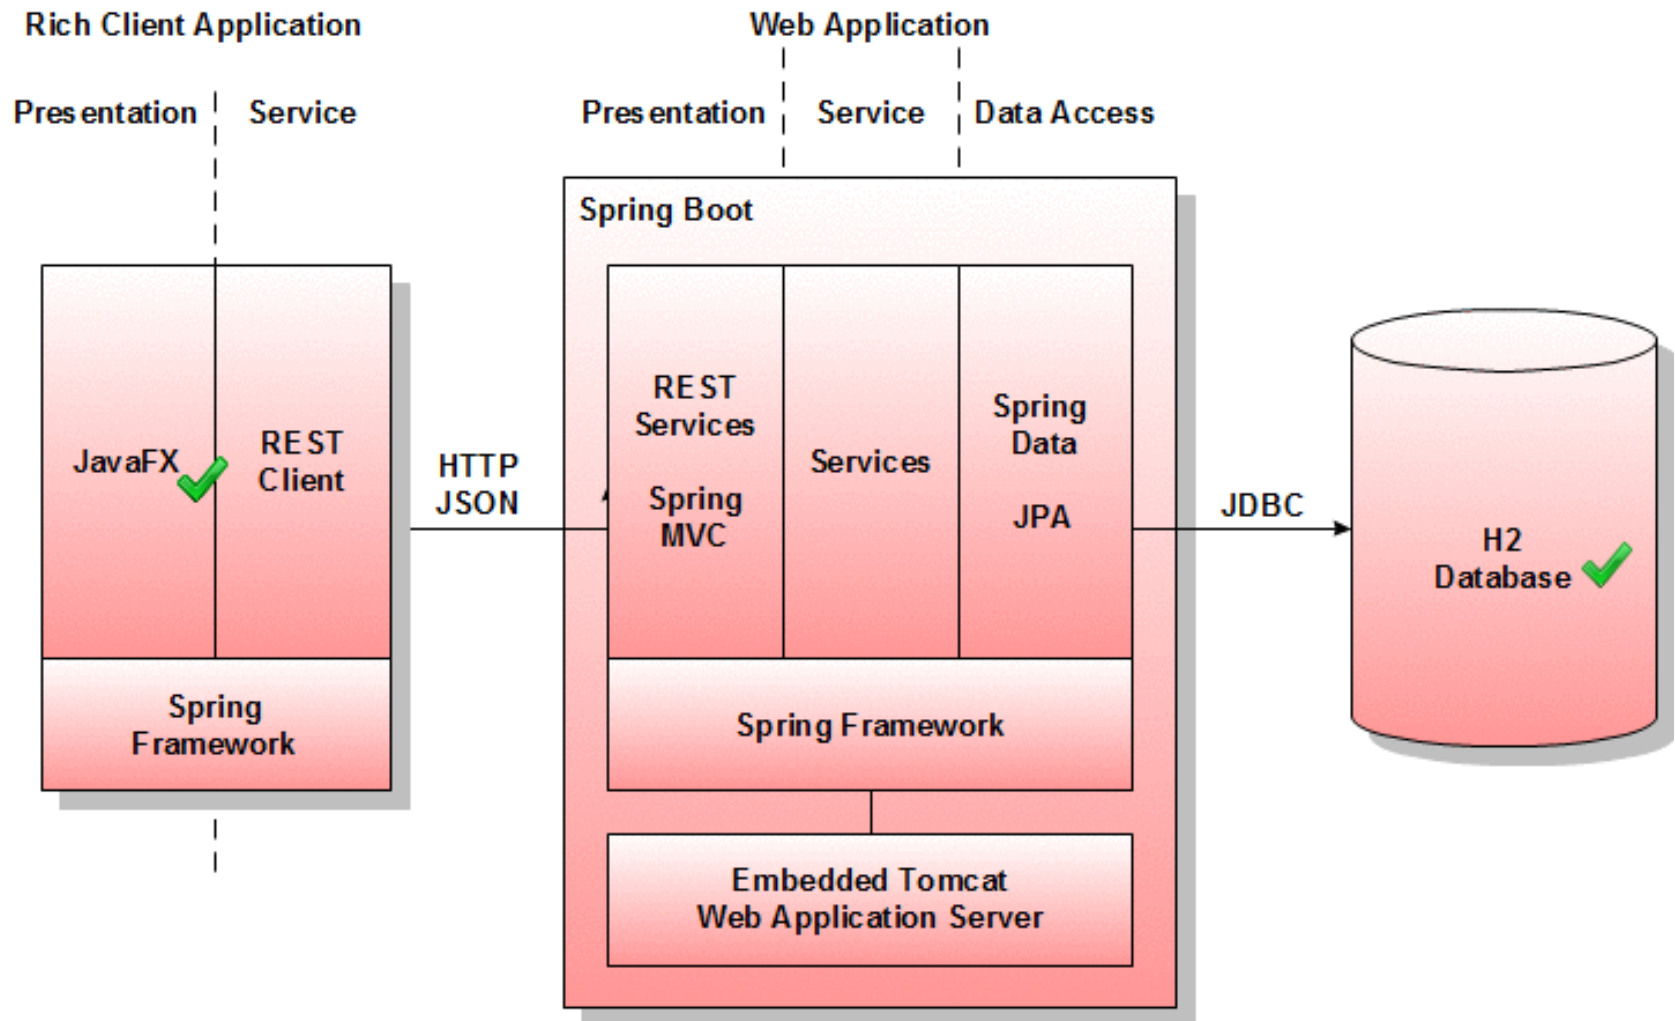 Rich Client Application
Web Application
Presentation
Service
Presentation
Service
Data Access
Spring Boot
JavaFX
REST
Client
HTTP
JSON
REST
Services
Spring
MVC
Services
Spring
Data
JPA
JDBC
H2
Database
Spring
Framework
Spring Framework
Embedded Tomcat
Web Application Server